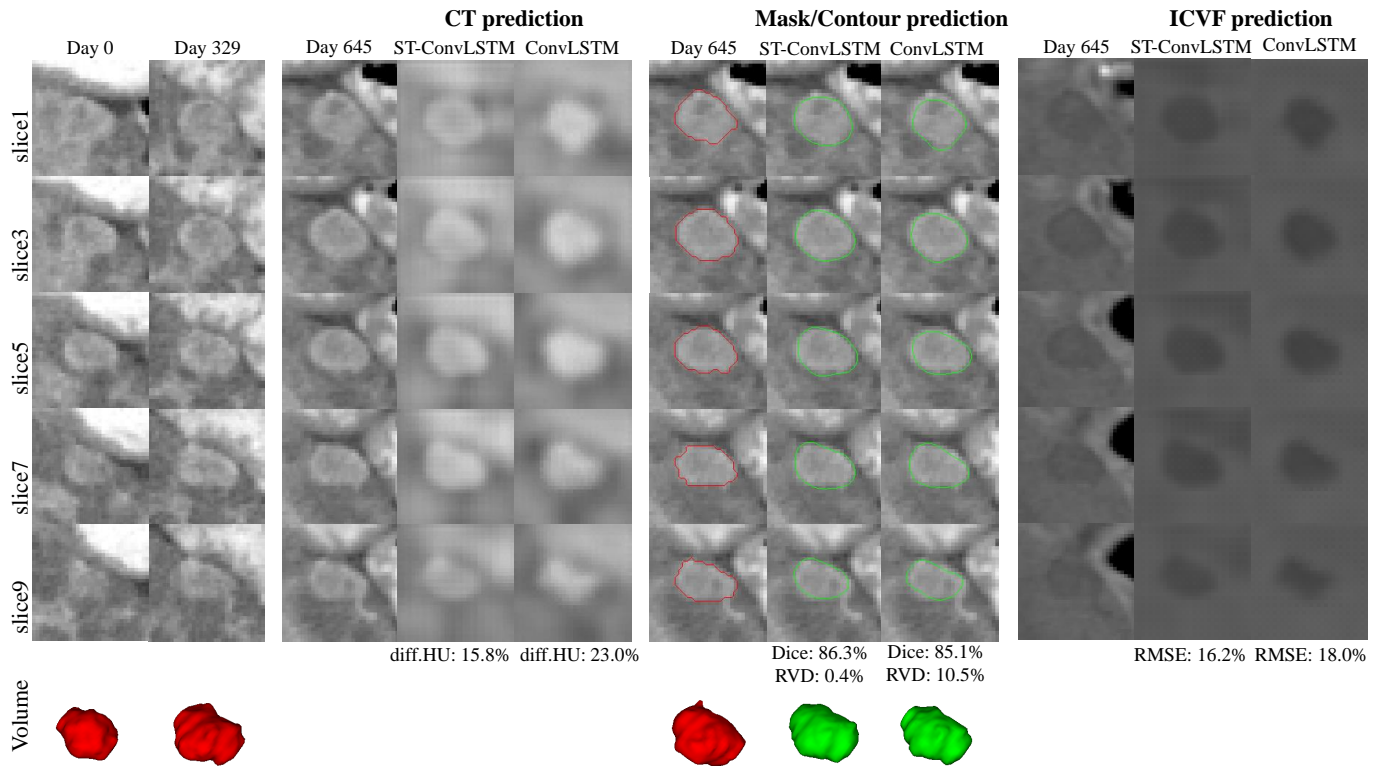 CT prediction
Mask/Contour prediction
ICVF prediction
Day 0
Day 329
Day 645
ST-ConvLSTM
ConvLSTM
Day 645
ST-ConvLSTM
ConvLSTM
Day 645
ST-ConvLSTM
ConvLSTM
slice1
slice3
slice5
slice7
slice9
diff.HU: 15.8%
diff.HU: 23.0%
Dice: 86.3%
RVD: 0.4%
Dice: 85.1%
RVD: 10.5%
RMSE: 16.2%
RMSE: 18.0%
Volume